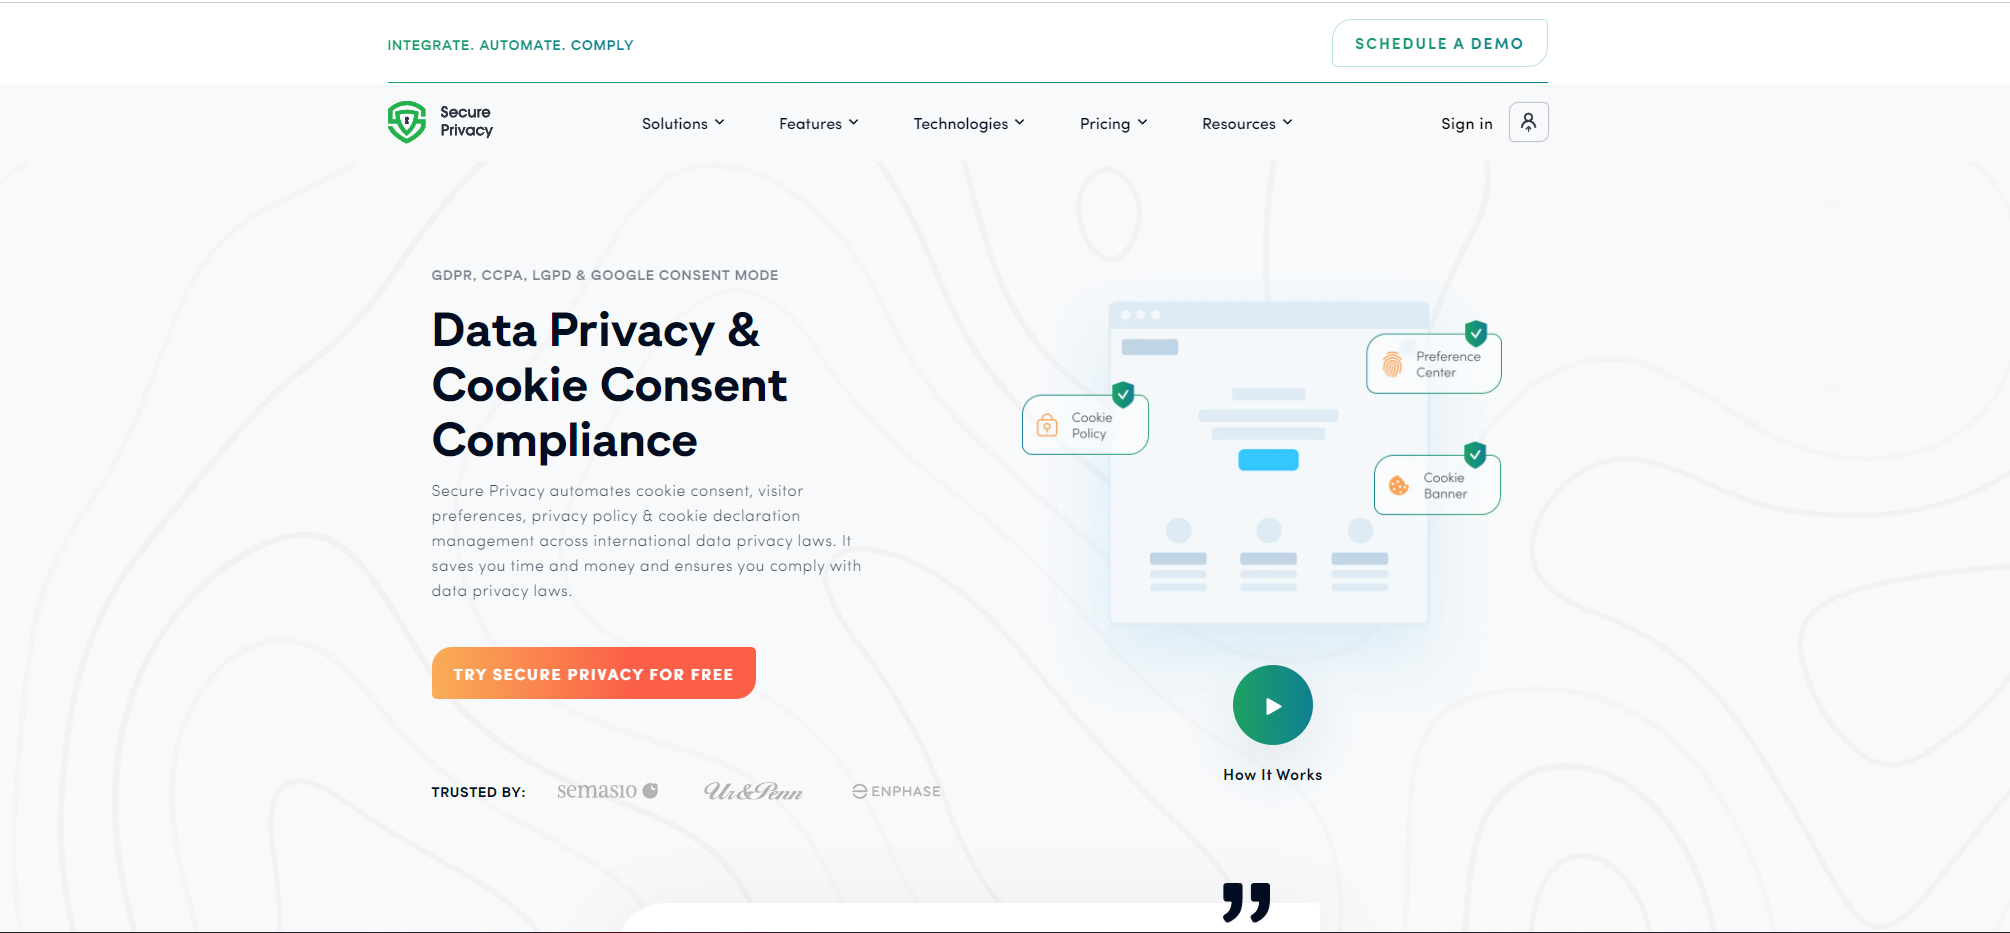 INTEGRATE. AUTOMATE. COMPLY
SCHEDULE A DEMO
Secure
Privacy
Solutions
Features
Technologies
Pricing
Resources
Sign in
GDPR, CCPA, LGPD & GOOGLE CONSENT MODE
Data Privacy &
Cookie Consent
Compliance
Secure Privacy automates cookie consent, visitor
preferences, privacy policy & cookie declaration
management across international data privacy laws. It
saves you time and money and ensures you comply with
data privacy laws.
TRY SECURE PRIVACY FOR FREE
TRUSTED BY:
semasio
Ur&Penn
ENPHASE
Preference
Center
Cookie
Policy
Cookie
Banner
How It Works
”